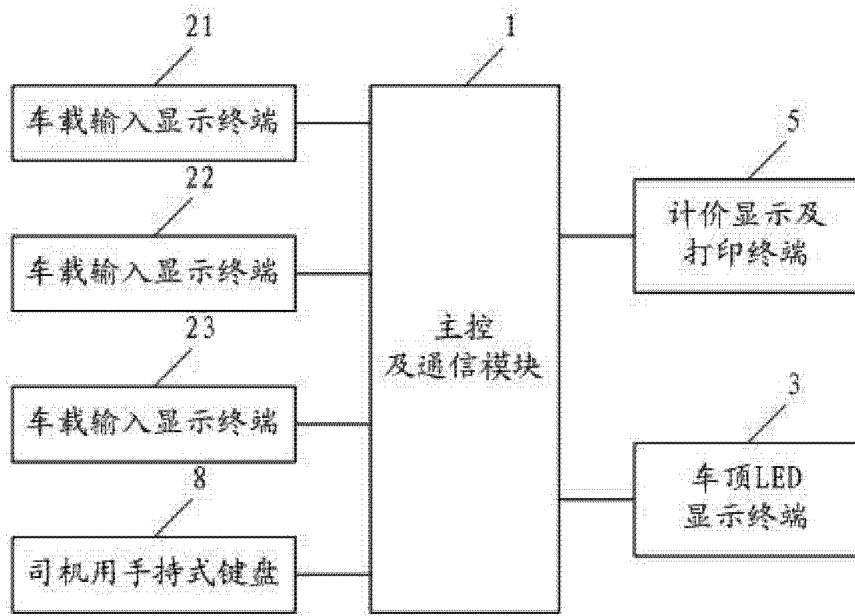 21
车载输入显示终端
22
车载输入显示终端
23
车载输入显示终端
8
司机用手持式键盘
1
主控
及通信模块
5
计价显示及
打印终端
3
车顶LED
显示终端